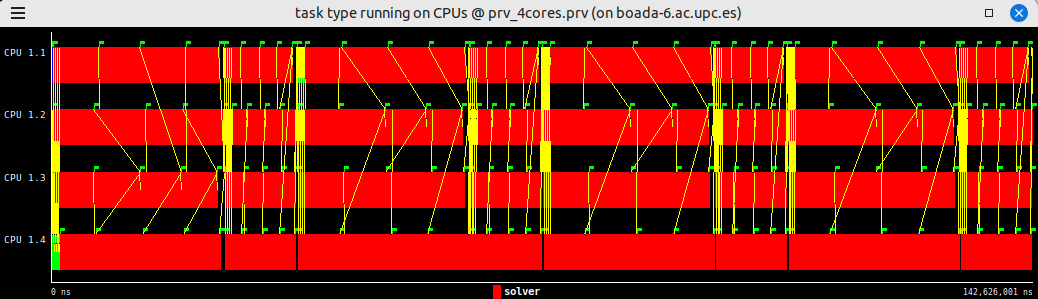 task type running on CPUs @ prv_4cores.prv (on boada-6.ac.upc.es)
CPU 1.1
CPU 1.2
CPU 1.3
CPU 1.4
0 ns
solver
142,626,001 ns